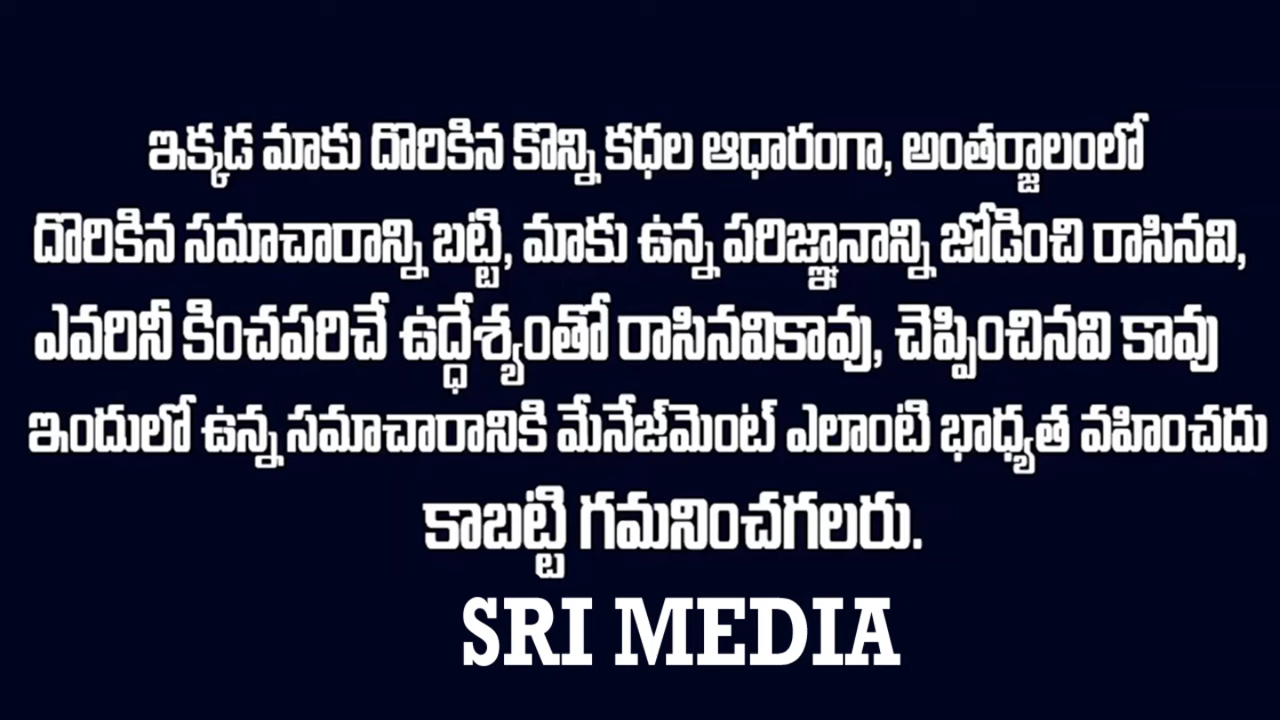 ఇక్కడ మాకు దొరికిన కొన్ని కధల ఆధారంగా, అంతర్జాలంలో
దొరికిన సమాచారాన్ని బట్టి, మాకు ఉన్న పరిజ్ఞానాన్ని జోడించి రాసినవి,
ఎవరినీ కించపరిచే ఉద్ధేశ్యంతో రాసినవికావు, చెప్పించినవి కావు
ఇందులో ఉన్న సమాచారానికి మేనేజ్‌మెంట్ ఎలాంటి భాధ్యత వహించదు
కాబట్టి గమనించగలరు.
SRI MEDIA